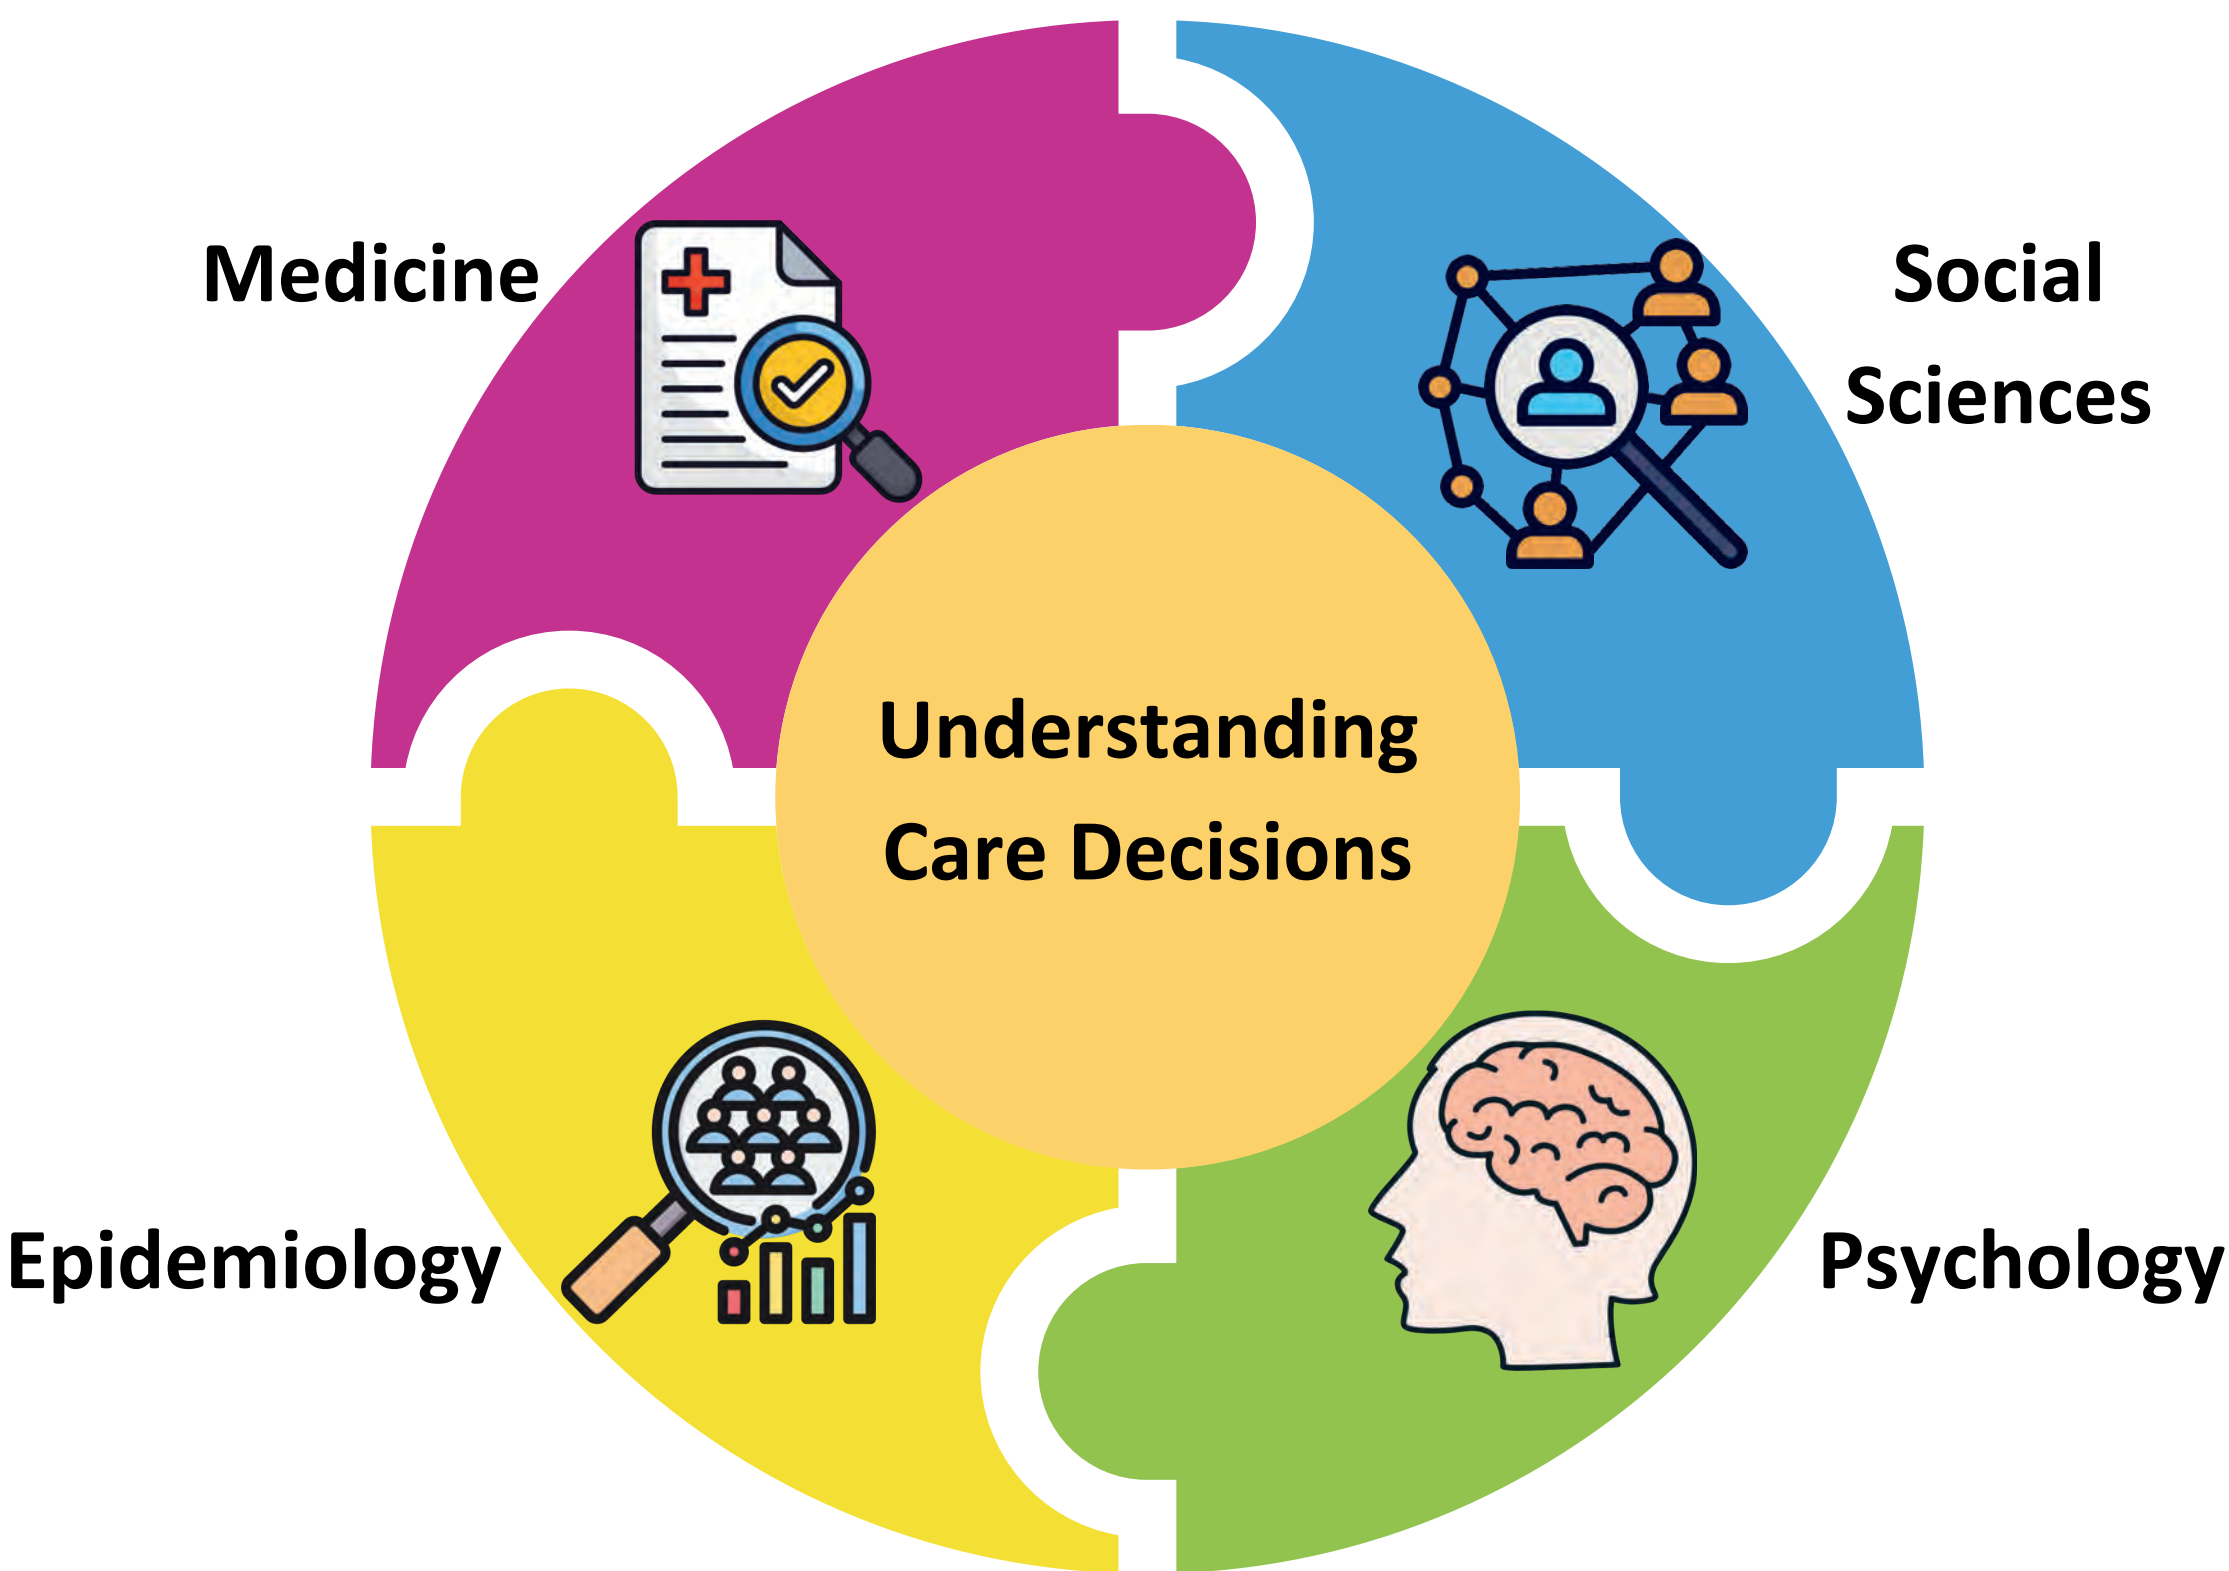 Medicine
Social
Sciences
Understanding
Care Decisions
Epidemiology
Psychology